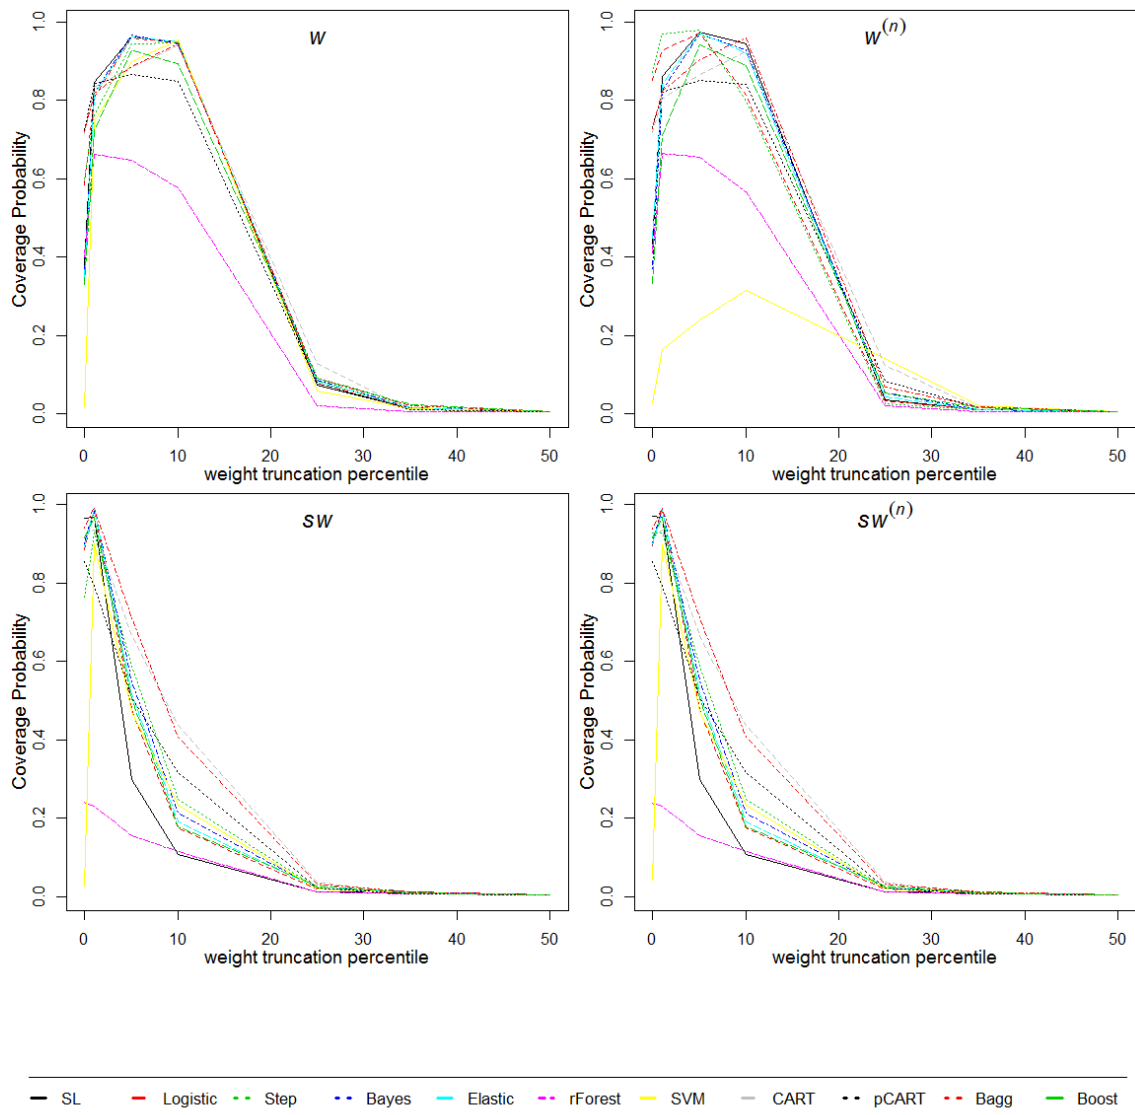 w
w(n)
1.0
0.8
0.6
0.4
0.2
0.0
Coverage Probability
0 10 20 30 40 50
weight truncation percentile
1.0
0.8
0.6
0.4
0.2
0.0
Coverage Probability
0 10 20 30 40 50
weight truncation percentile
sw
sw(n)
1.0
0.8
0.6
0.4
0.2
0.0
Coverage Probability
0 10 20 30 40 50
weight truncation percentile
1.0
0.8
0.6
0.4
0.2
0.0
Coverage Probability
0 10 20 30 40 50
weight truncation percentile
SL Logistic Step Bayes Elastic rForest SVM CART pCART Bagg Boost